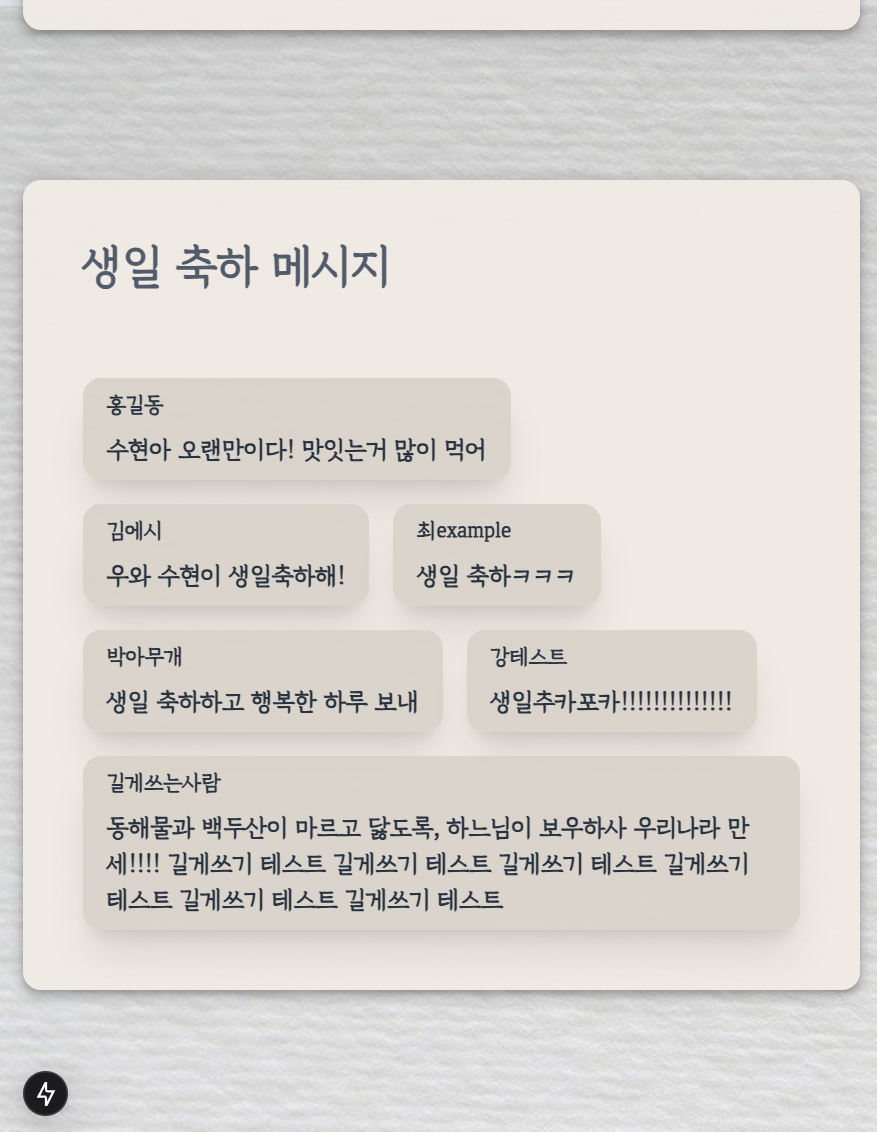 생일 축하 메시지
홍길동
수현아 오랜만이다! 맛잇는거 많이 먹어
김에시
우와 수현이 생일축하해!
최example
생일 축하ㅋㅋㅋ
박아무개
생일 축하하고 행복한 하루 보내
강테스트
생일추카포카!!!!!!!!!!!!!!
길게쓰는사람
동해물과 백두산이 마르고 닳도록, 하느님이 보우하사 우리나라 만
세!!!! 길게쓰기 테스트 길게쓰기 테스트 길게쓰기 테스트 길게쓰기
테스트 길게쓰기 테스트 길게쓰기 테스트